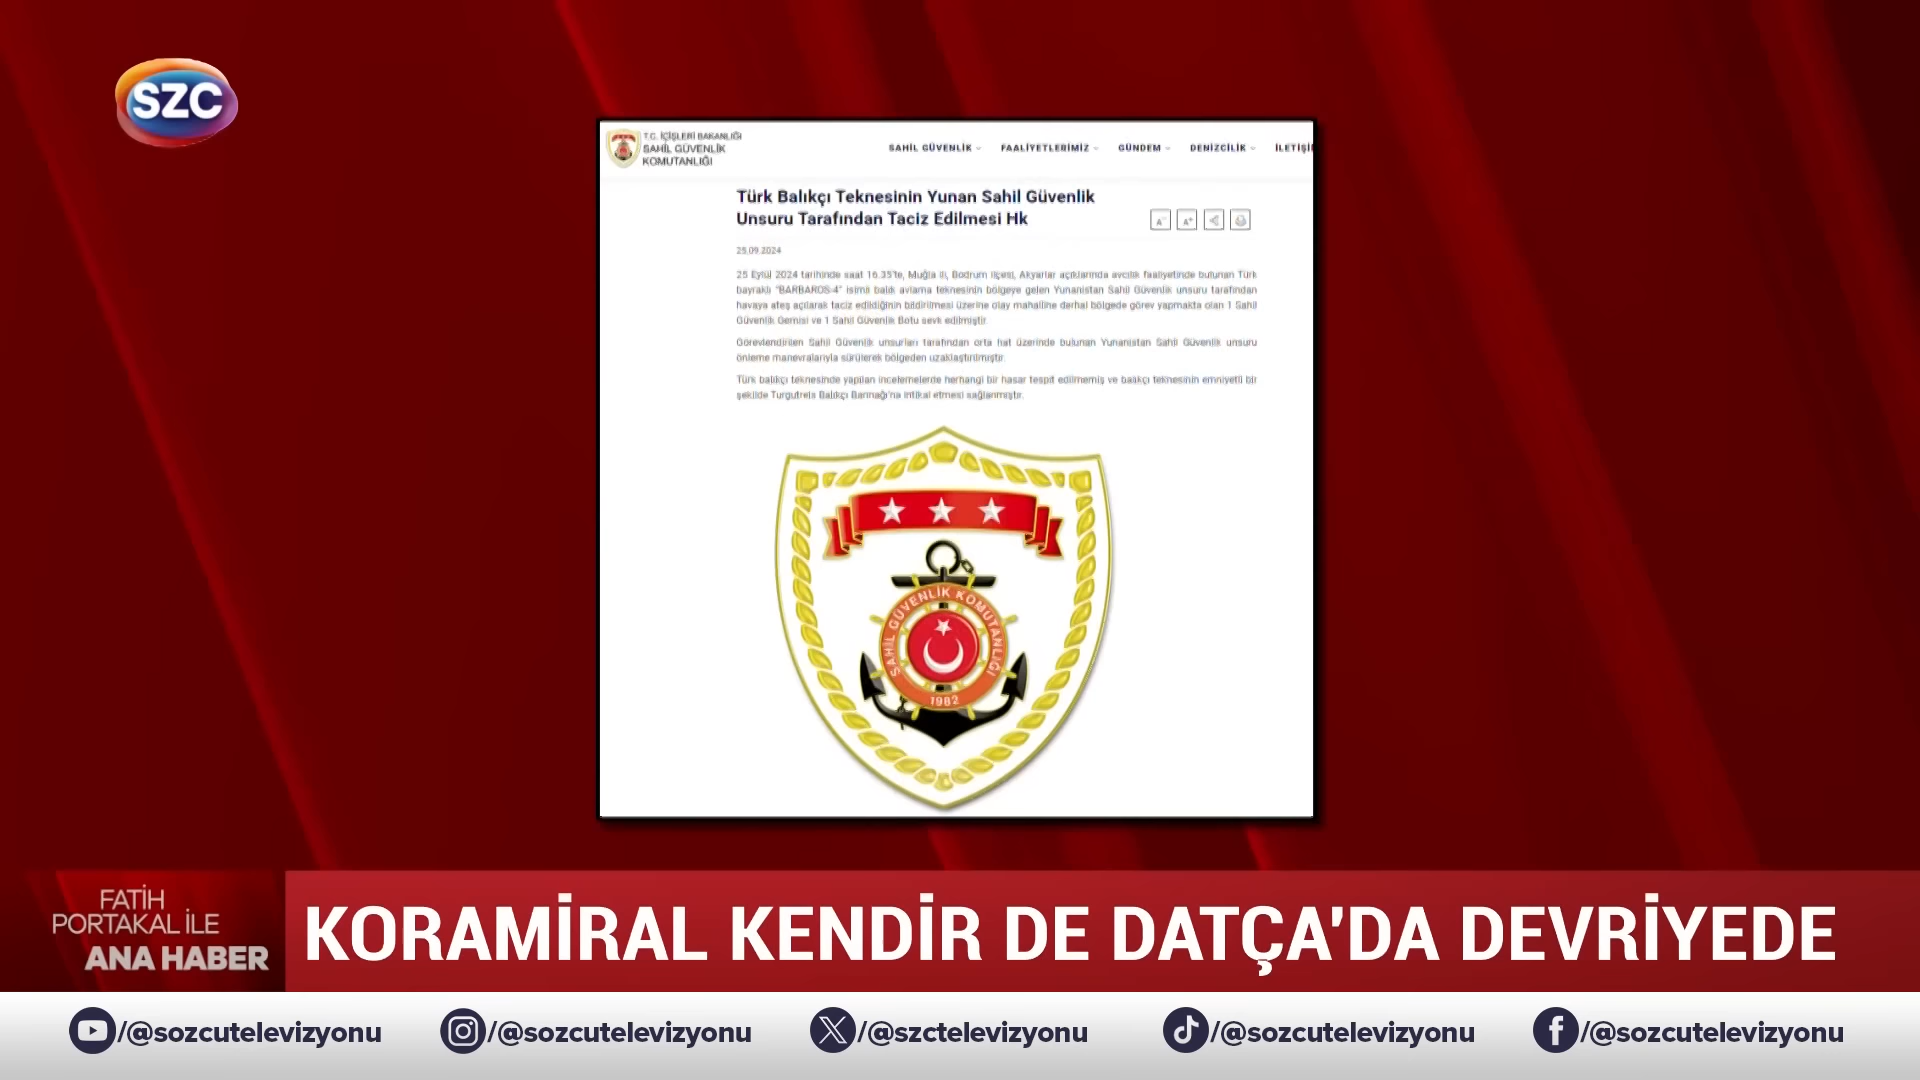 SZC
T.C. İÇİŞLERİ BAKANLIĞI
SAHİL GÜVENLİK
KOMUTANLIĞI
SAHİL GÜVENLİK
FAALİYETLERİMİZ
GÜNDEM
DENİZCİLİK
İLETİŞİ
Türk Balıkçı Teknesinin Yunan Sahil Güvenlik
Unsuru Tarafından Taciz Edilmesi Hk
A-
A+
25.09.2024
25 Eylül 2024 tarihinde saat 16.35'te, Muğla ili, Bodrum ilçesi, Akyarlar açıklarında avcılık faaliyetinde bulunan Türk
bayraklı "BARBAROS-4" isimli balık avlama teknesinin bölgeye gelen Yunanistan Sahil Güvenlik unsuru tarafından
havaya ateş açılarak taciz edildiğinin bildirilmesi üzerine olay mahalline derhal bölgede görev yapmakta olan 1 Sahil
Güvenlik Gemisi ve 1 Sahil Güvenlik Botu sevk edilmiştir.
Görevlendirilen Sahil Güvenlik unsurları tarafından orta hat üzerinde bulunan Yunanistan Sahil Güvenlik unsuru
önleme manevralarıyla sürülerek bölgeden uzaklaştırılmıştır.
Türk balıkçı teknesinde yapılan incelemelerde herhangi bir hasar tespit edilmemiş ve balıkçı teknesinin emniyetli bir
şekilde Turgutreis Balıkçı Barınağı'na intikal etmesi sağlanmıştır.
SAHİL GÜVENLİK KOMUTANLIĞI
1982
FATİH
PORTAKAL İLE
ANA HABER
KORAMİRAL KENDİR DE DATÇA'DA DEVRİYEDE
/@sozcutelevizyonu
/@sozcutelevizyonu
/@szctelevizyonu
/@sozcutelevizyonu
/@sozcutelevizyonu